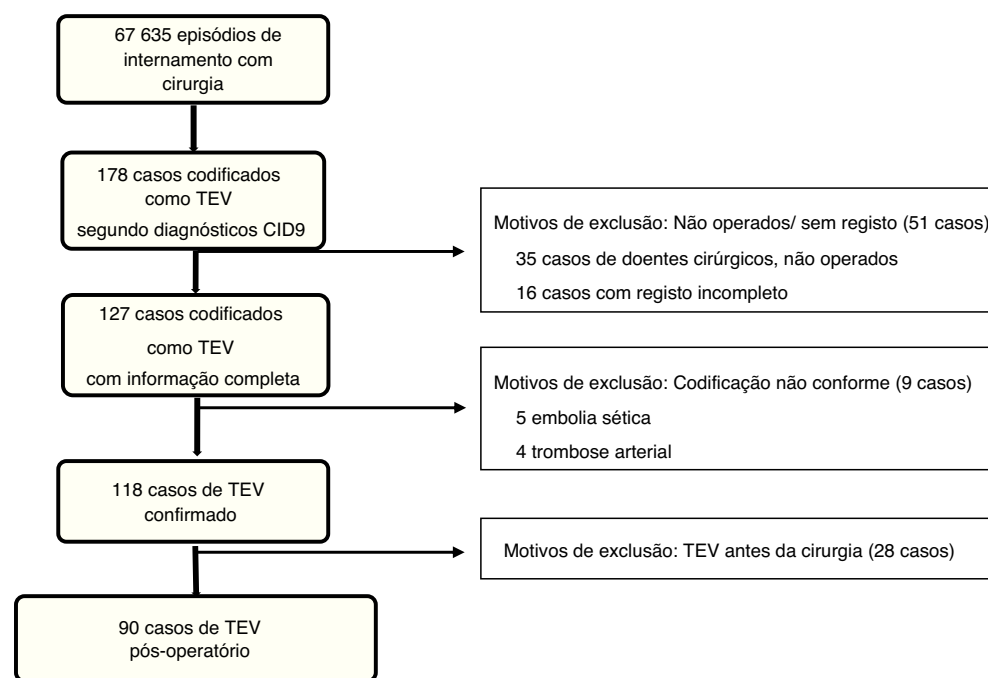 67 635 episódios de
internamento com
cirurgia
178 casos codificados
como TEV
segundo diagnósticos CID9
Motivos de exclusão: Não operados/ sem registo (51 casos)
35 casos de doentes cirúrgicos, não operados
16 casos com registo incompleto
127 casos codificados
como TEV
com informação completa
Motivos de exclusão: Codificação não conforme (9 casos)
5 embolia sética
4 trombose arterial
118 casos de TEV
confirmado
Motivos de exclusão: TEV antes da cirurgia (28 casos)
90 casos de TEV
pós-operatório